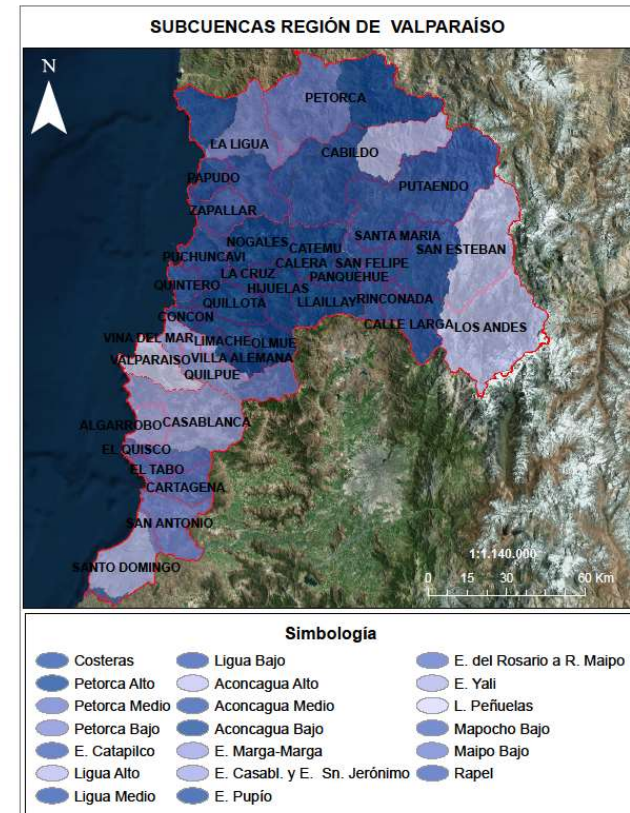 SUBCUENCAS REGIÓN DE VALPARAÍSO
N
PETORCA
LA LIGUA
CABILDO
PAPUDO
PUTAENDO
ZAPALLAR
SANTA MARIA
NOGALES
CATEMU
SAN ESTEBAN
PUCHUNCAVI
CALERA
SAN FELIPE
LA CRUZ
PANQUEHUE
QUINTERO
HIJUELAS
QUILLOTA
LLAILLAY
RINCONADA
CONCON
CALLE LARGA
LOS ANDES
VINA DEL MAR
LIMACHE
OLMUE
VALPARAISO
VILLA ALEMANA
QUILPUE
ALGARROBO
CASABLANCA
EL QUISCO
EL TABO
CARTAGENA
SAN ANTONIO
SANTO DOMINGO
1:1.140.000
0 15 30 60 Km
Simbología
Costeras
Petorca Alto
Petorca Medio
Petorca Bajo
E. Catapilco
Ligua Alto
Ligua Medio
Ligua Bajo
Aconcagua Alto
Aconcagua Medio
Aconcagua Bajo
E. Marga-Marga
E. Casabl. y E. Sn. Jerónimo
E. Pupío
E. del Rosario a R. Maipo
E. Yali
L. Peñuelas
Mapocho Bajo
Maipo Bajo
Rapel